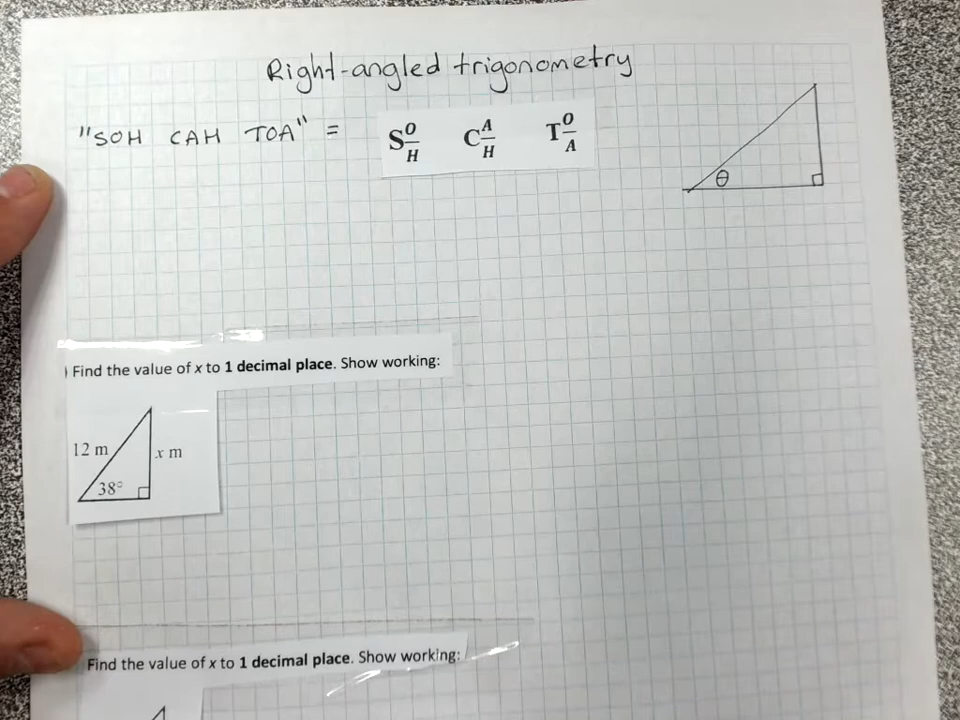 Right-angled trigonometry
"SOH CAH TOA" = S O/H C A/H T O/A
θ
) Find the value of x to 1 decimal place. Show working:
12 m x m
38°
Find the value of x to 1 decimal place. Show working: